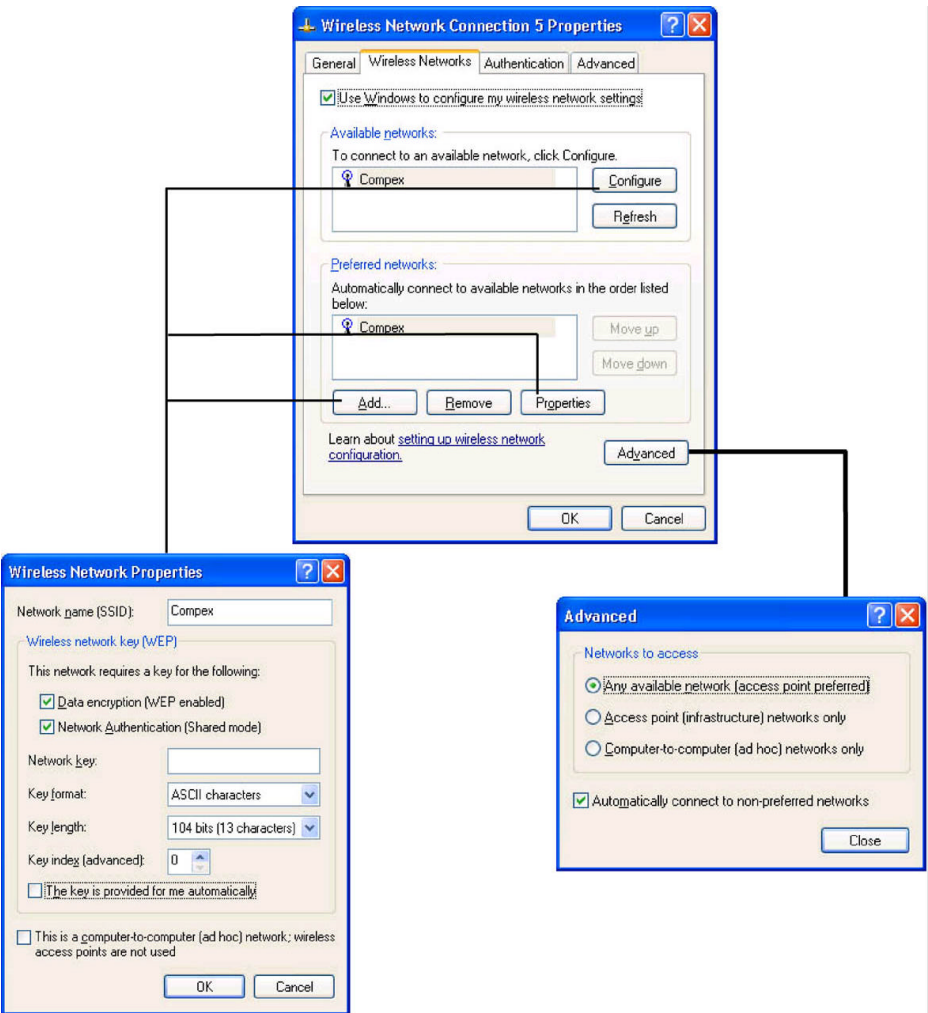 Wireless Network Connection 5 Properties
General Wireless Networks Authentication Advanced
Use Windows to configure my wireless network settings
Available networks:
To connect to an available network, click Configure.
Compex
Configure
Refresh
Preferred networks:
Automatically connect to available networks in the order listed
below:
Compex
Move up
Move down
Add... Remove Properties
Learn about setting up wireless network
configuration.
Advanced
OK Cancel
Wireless Network Properties
Network name (SSID): Compex
Wireless network key (WEP)
This network requires a key for the following:
Data encryption (WEP enabled)
Network Authentication (Shared mode)
Network key:
Key format: ASCII characters
Key length: 104 bits (13 characters)
Key index (advanced): 0
The key is provided for me automatically
This is a computer-to-computer (ad hoc) network; wireless
access points are not used
OK Cancel
Advanced
Networks to access
Any available network (access point preferred)
Access point (infrastructure) networks only
Computer-to-computer (ad hoc) networks only
Automatically connect to non-preferred networks
Close